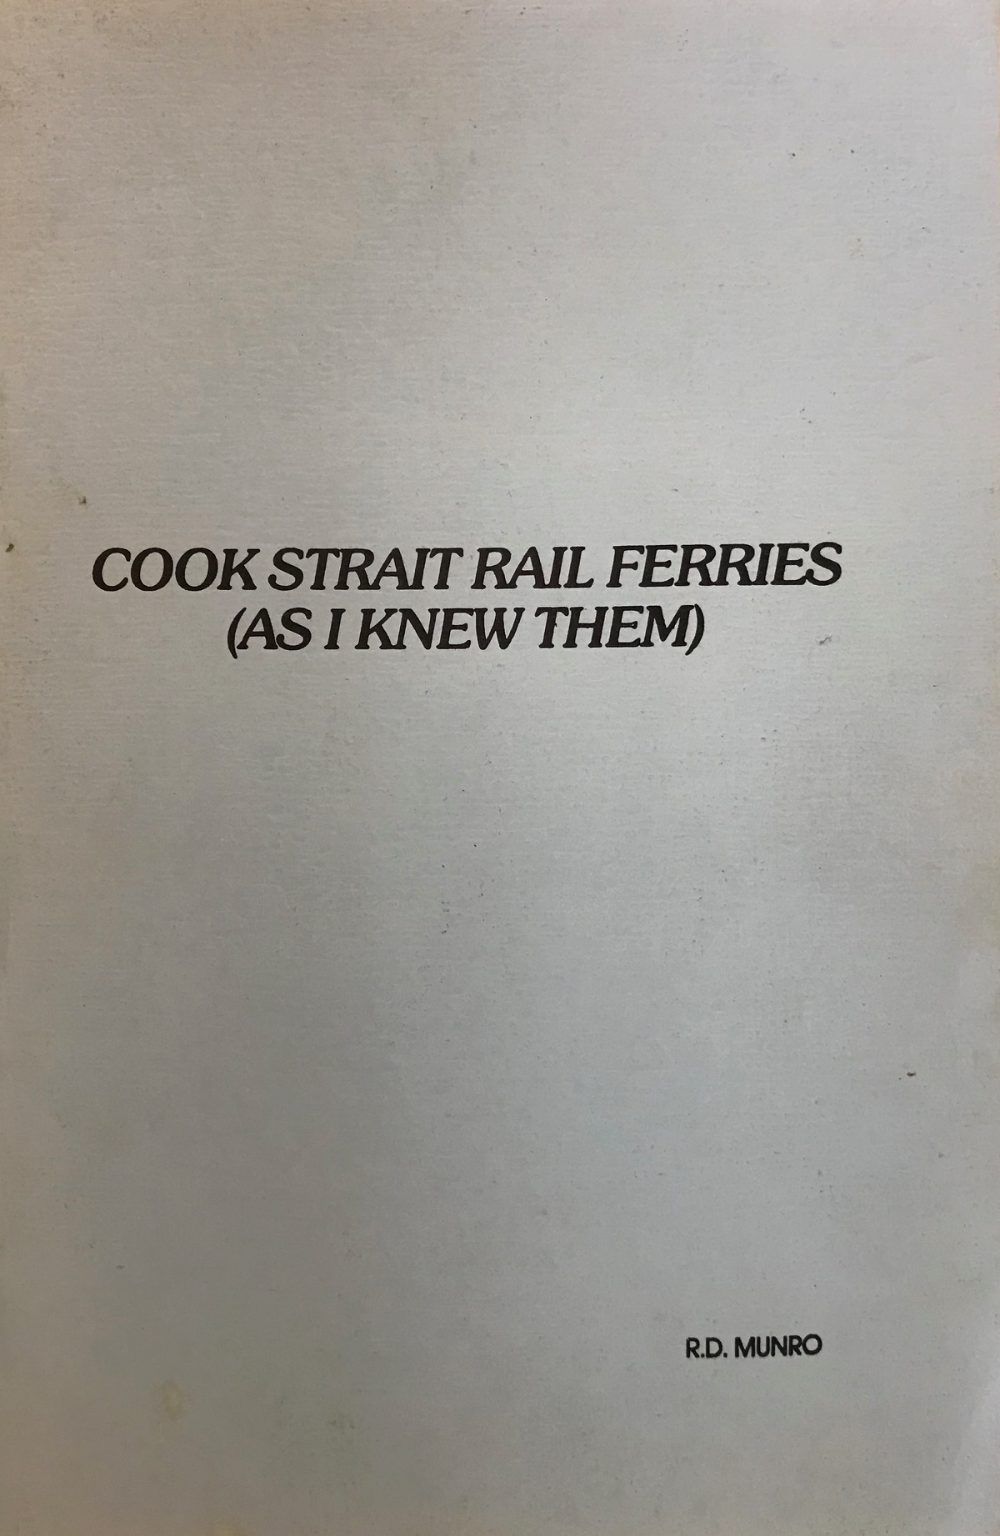 COOK STRAIT RAIL FERRIES
(AS I KNEW THEM)
R.D. MUNRO